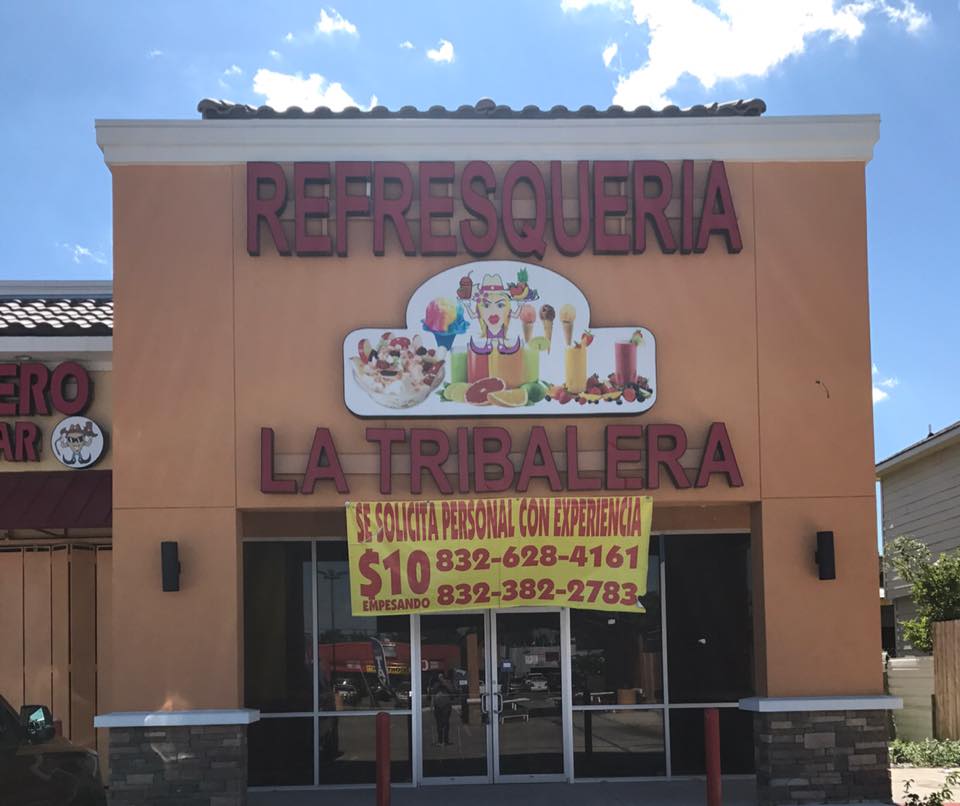 REFRESQUERIA
LA TRIBALERA
ERO
AR
SE SOLICITA PERSONAL CON EXPERIENCIA
$10 832-628-4161
EMPESANDO 832-382-2783